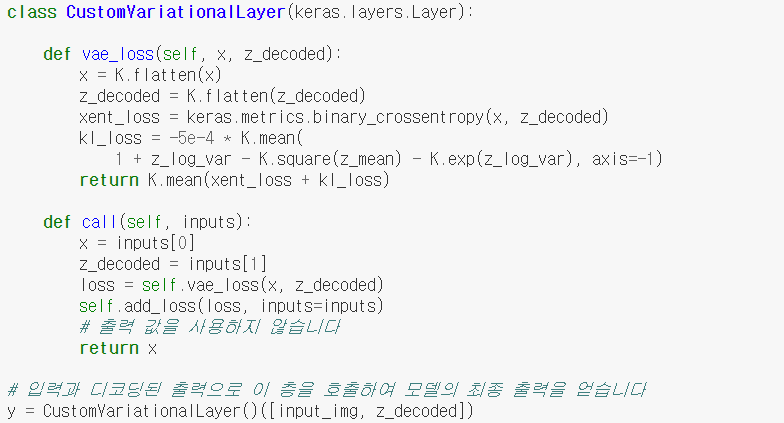 class CustomVariationalLayer(keras.layers.Layer):
    def vae_loss(self, x, z_decoded):
        x = K.flatten(x)
        z_decoded = K.flatten(z_decoded)
        xent_loss = keras.metrics.binary_crossentropy(x, z_decoded)
        kl_loss = -5e-4 * K.mean(
            1 + z_log_var - K.square(z_mean) - K.exp(z_log_var), axis=-1)
        return K.mean(xent_loss + kl_loss)
    def call(self, inputs):
        x = inputs[0]
        z_decoded = inputs[1]
        loss = self.vae_loss(x, z_decoded)
        self.add_loss(loss, inputs=inputs)
        # 출력 값을 사용하지 않습니다
        return x
# 입력과 디코딩된 출력으로 이 층을 호출하여 모델의 최종 출력을 얻습니다
y = CustomVariationalLayer()([input_img, z_decoded])